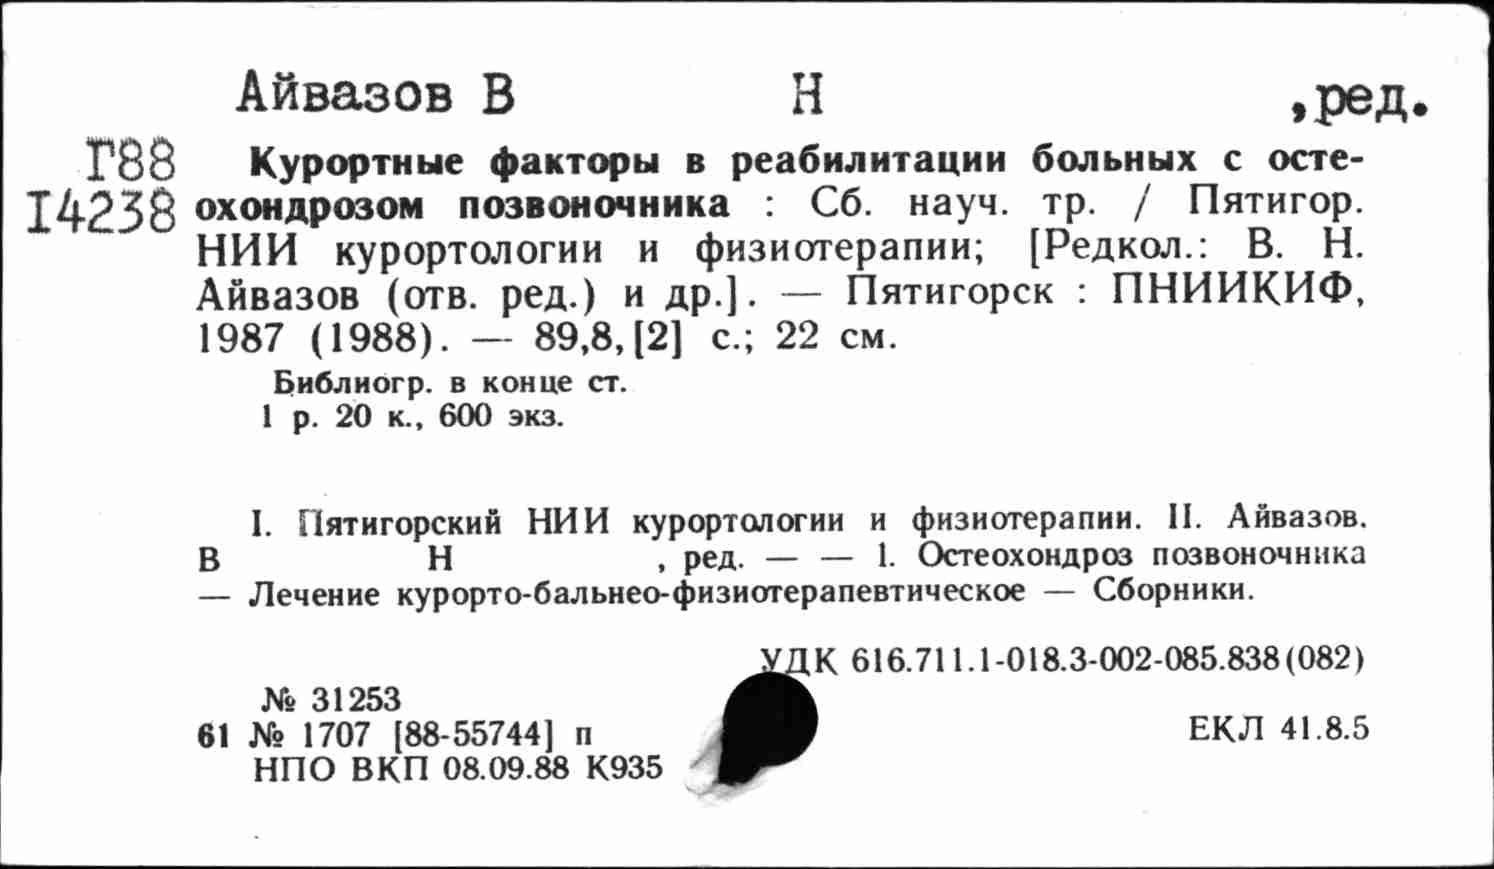 Айвазов В Н ,ред.
Г88 Курортные факторы в реабилитации больных с осте-
I4238 охондрозом позвоночника : Сб. науч. тр. / Пятигор.
НИИ курортологии и физиотерапии; [Редкол.: В. Н.
Айвазов (отв. ред.) и др.]. — Пятигорск : ПНИИКИФ,
1987 (1988). — 89,8,[2] с.; 22 см.
Библиогр. в конце ст.
1 р. 20 к., 600 экз.
I. Пятигорский НИИ курортологии и физиотерапии. II. Айвазов.
В Н , ред. — — 1. Остеохондроз позвоночника
— Лечение курорто-бальнео-физиотерапевтическое — Сборники.
УДК 616.711.1-018.3-002-085.838(082)
№ 31253
61 № 1707 [88-55744] п ЕКЛ 41.8.5
НПО ВКП 08.09.88 К935